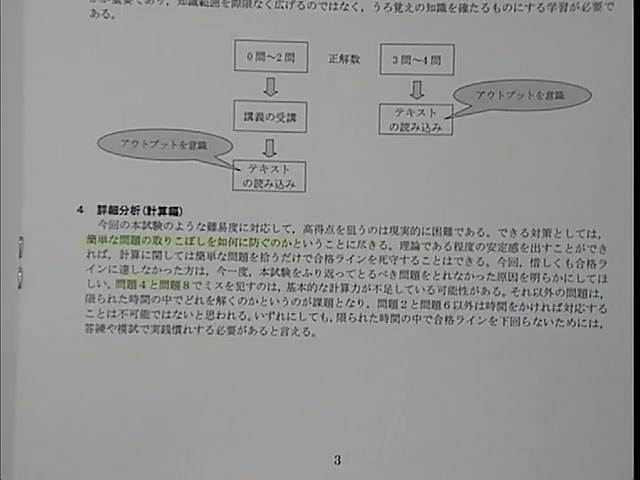 が重要であり，知識範囲を際限なく広げるのではなく，うろ覚えの知識を確たるものにする学習が必要で
ある。
0問～2問
正解数
3問～4問
アウトプットを意識
講義の受講
テキスト
の読み込み
アウトプットを意識
テキスト
の読み込み
4 詳細分析(計算編)
今回の本試験のような難易度に対応して，高得点を狙うのは現実的に困難である。できる対策としては，
簡単な問題の取りこぼしを如何に防ぐのかということに尽きる。理論である程度の安定感を出すことができ
れば，計算に関しては簡単な問題を拾うだけで合格ラインを死守することはできる。今回，惜しくも合格ラ
インに達しなかった方は，今一度，本試験をふり返ってとるべき問題をとれなかった原因を明らかにしてほ
しい。問題4と問題8でミスを犯すのは，基本的な計算力が不足している可能性がある。それ以外の問題は，
限られた時間の中でどれを解くのかというのが課題となり，問題2と問題6以外は時間をかければ対応する
ことは不可能ではないと思われる。いずれにしても，限られた時間の中で合格ラインを下回らないためには，
答練や模試で実践慣れする必要があると言える。
3